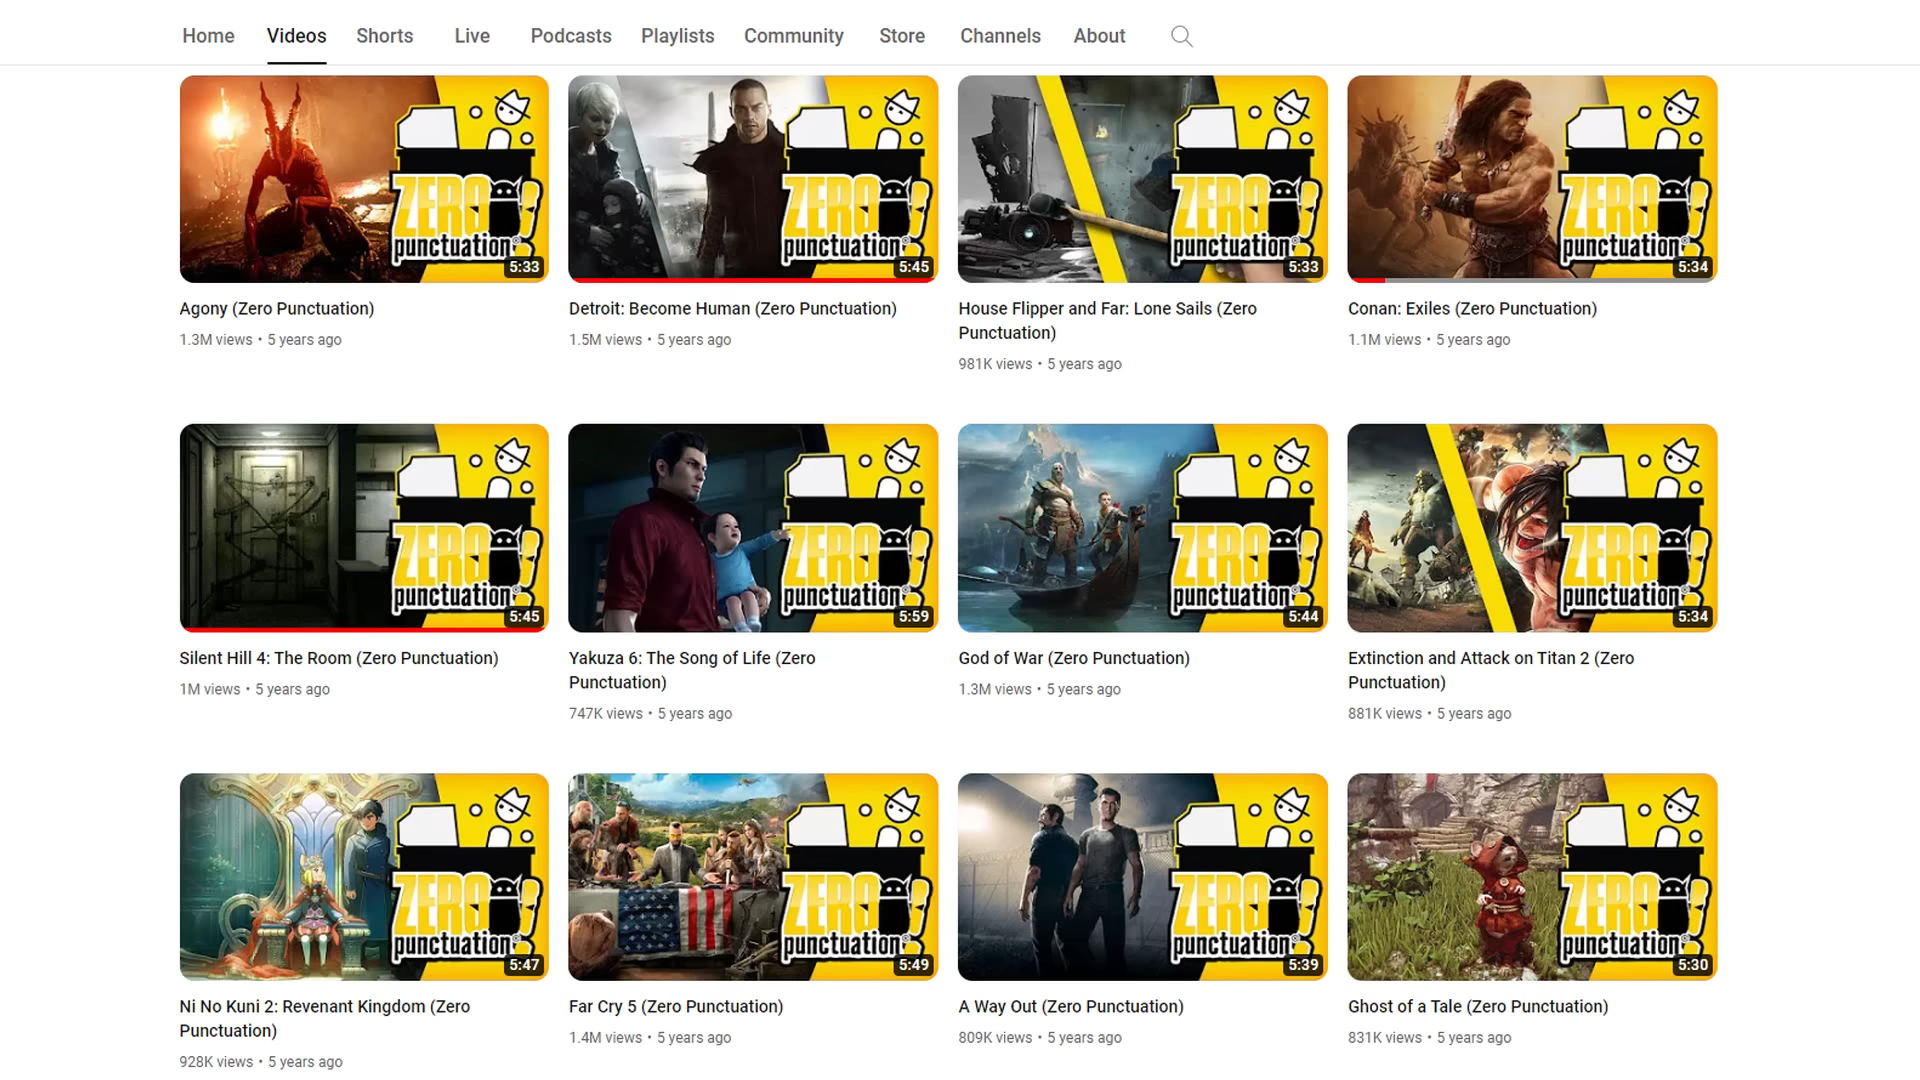 Home Videos Shorts Live Podcasts Playlists Community Store Channels About
ZERO
punctuation®
5:33
ZERO
punctuation®
5:45
ZERO
punctuation®
5:33
ZERO
punctuation®
5:34
Agony (Zero Punctuation)
1.3M views • 5 years ago
Detroit: Become Human (Zero Punctuation)
1.5M views • 5 years ago
House Flipper and Far: Lone Sails (Zero
Punctuation)
981K views • 5 years ago
Conan: Exiles (Zero Punctuation)
1.1M views • 5 years ago
ZERO
punctuation®
5:45
ZERO
punctuation®
5:59
ZERO
punctuation®
5:44
ZERO
punctuation®
5:34
Silent Hill 4: The Room (Zero Punctuation)
1M views • 5 years ago
Yakuza 6: The Song of Life (Zero
Punctuation)
747K views • 5 years ago
God of War (Zero Punctuation)
1.3M views • 5 years ago
Extinction and Attack on Titan 2 (Zero
Punctuation)
881K views • 5 years ago
ZERO
punctuation®
5:47
ZERO
punctuation®
5:49
ZERO
punctuation®
5:39
ZERO
punctuation®
5:30
Ni No Kuni 2: Revenant Kingdom (Zero
Punctuation)
928K views • 5 years ago
Far Cry 5 (Zero Punctuation)
1.4M views • 5 years ago
A Way Out (Zero Punctuation)
809K views • 5 years ago
Ghost of a Tale (Zero Punctuation)
831K views • 5 years ago